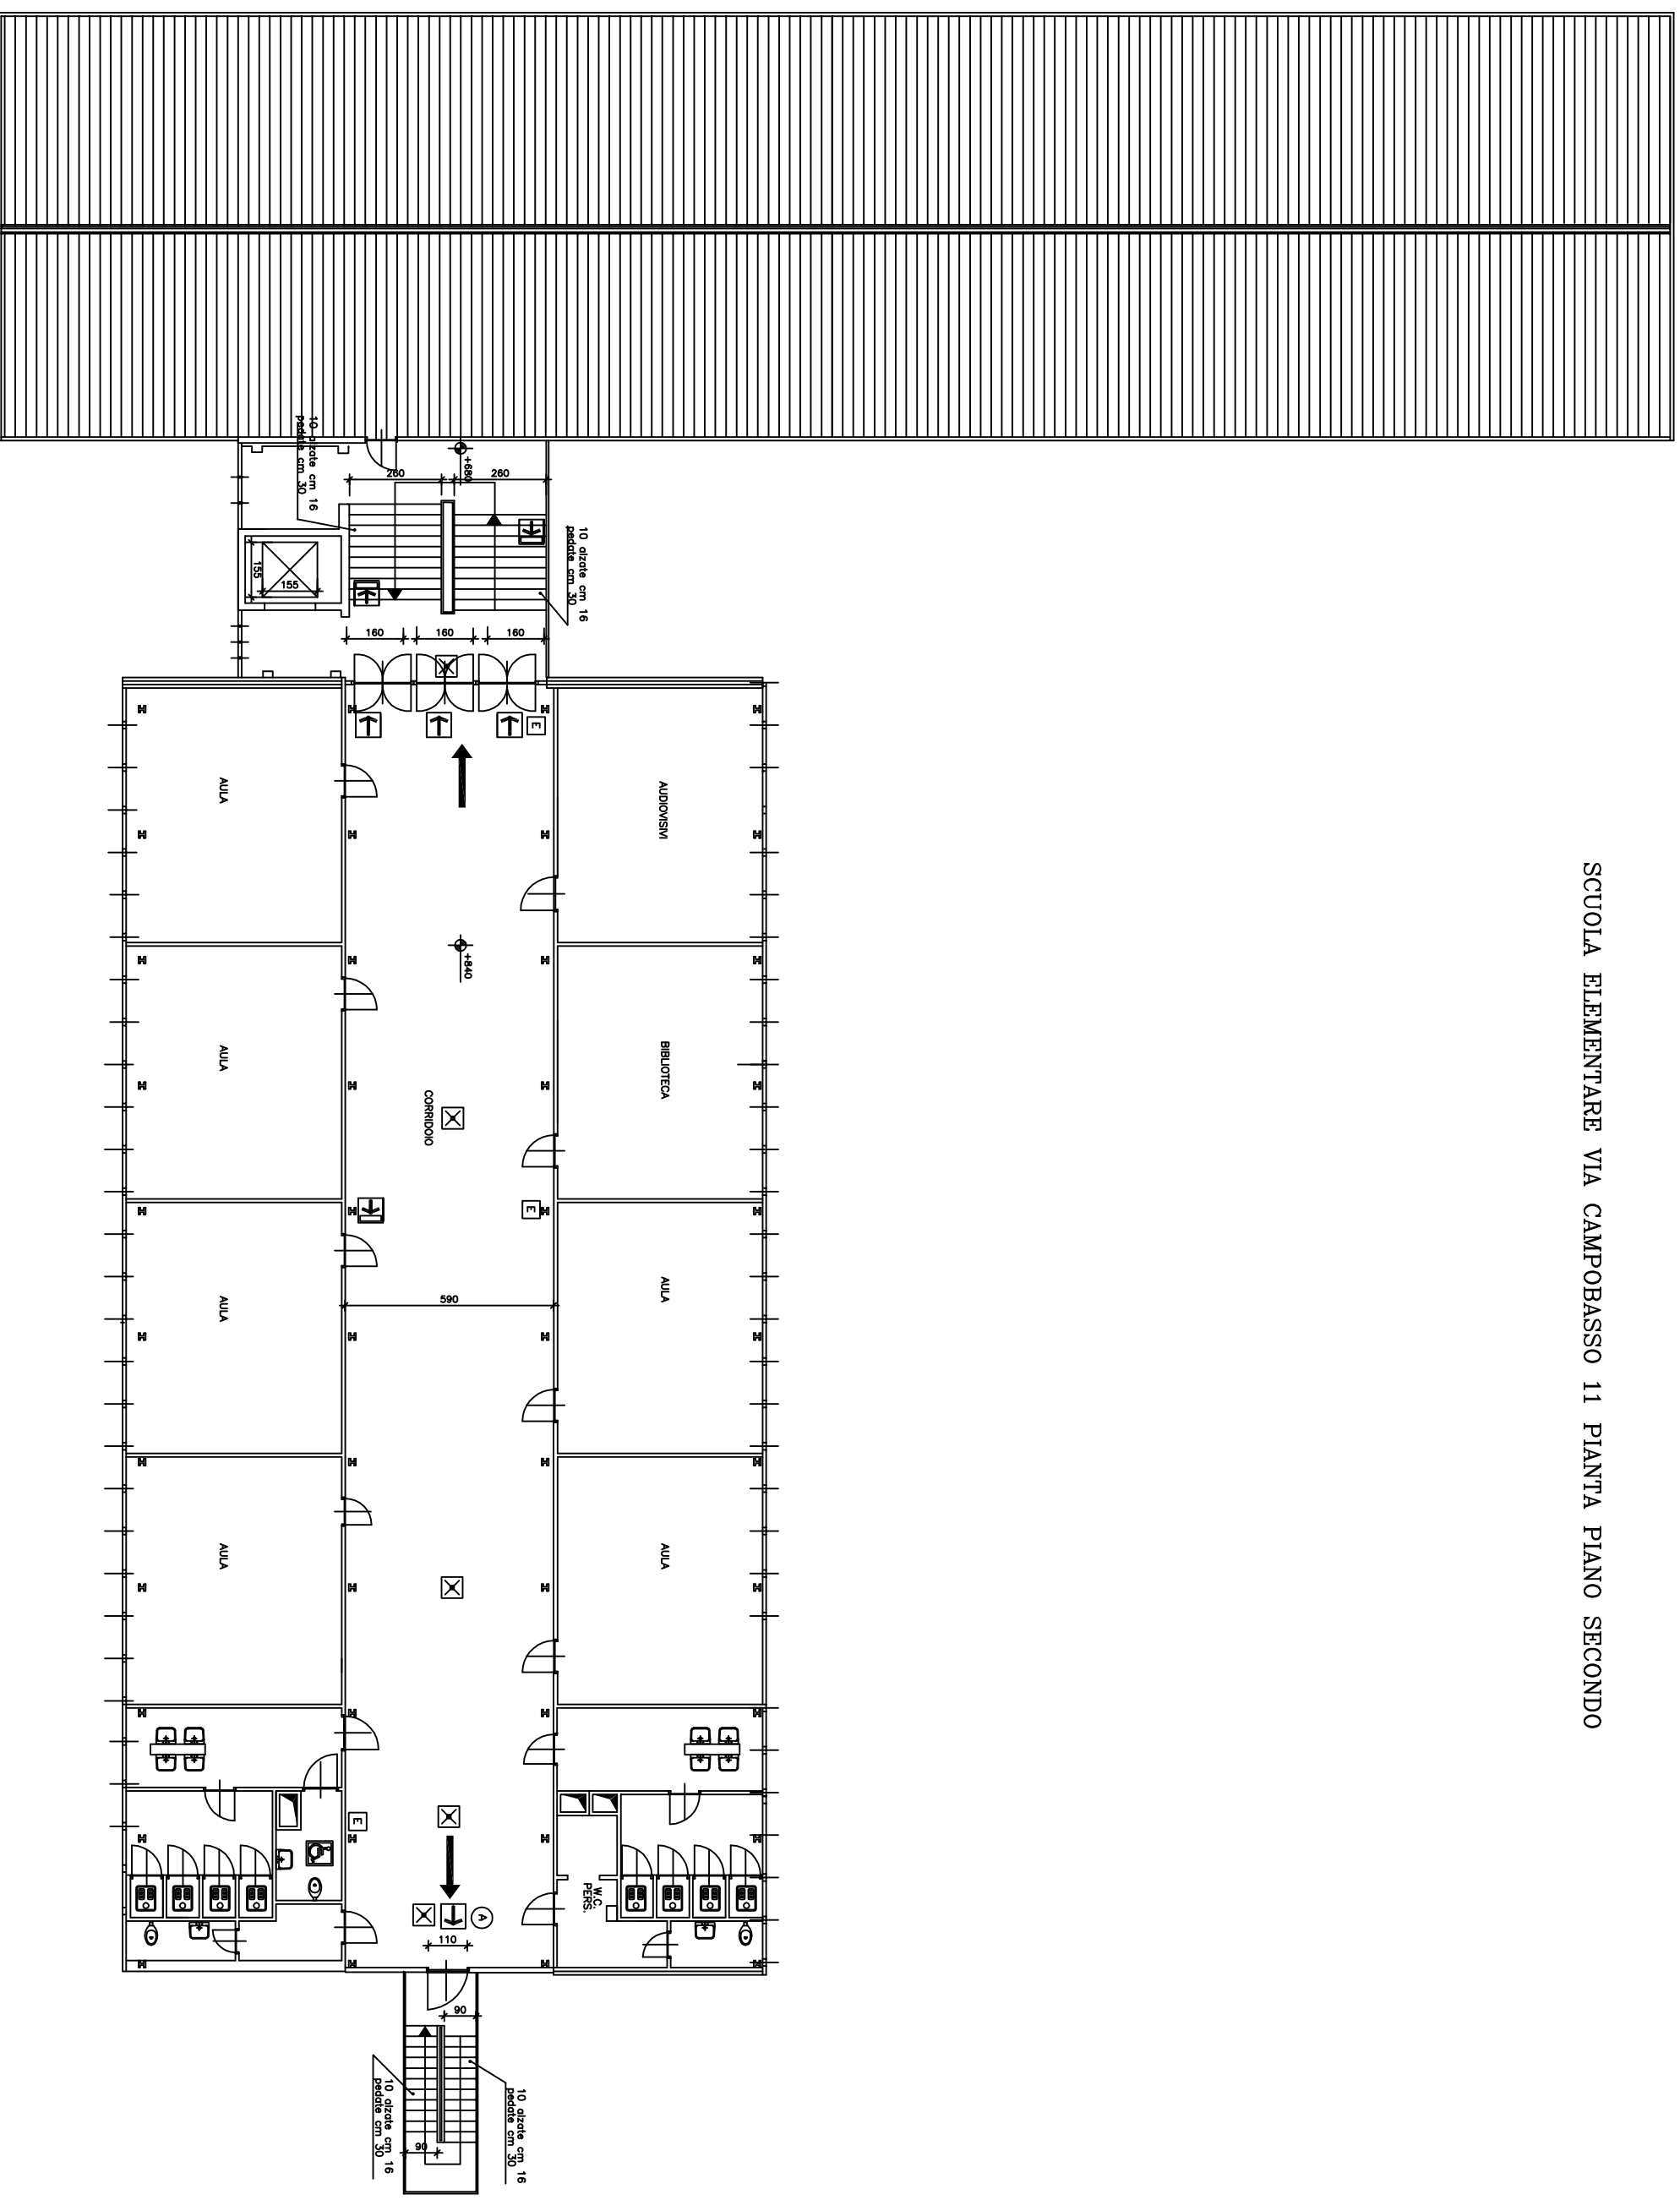 SCUOLA ELEMENTARE VIA CAMPOBASSO 11 PIANTA PIANO SECONDO
10 alzate cm 16
pedate cm 30
+680
260
260
10 alzate cm 16
pedate cm 30
155
155
160
160
160
E
AULA
AUDIOVISIVI
+840
AULA
BIBLIOTECA
CORRIDOIO
E
AULA
AULA
590
AULA
AULA
E
W.C.
PERS.
A
110
90
10 alzate cm 16
pedate cm 30
10 alzate cm 16
pedate cm 30
90